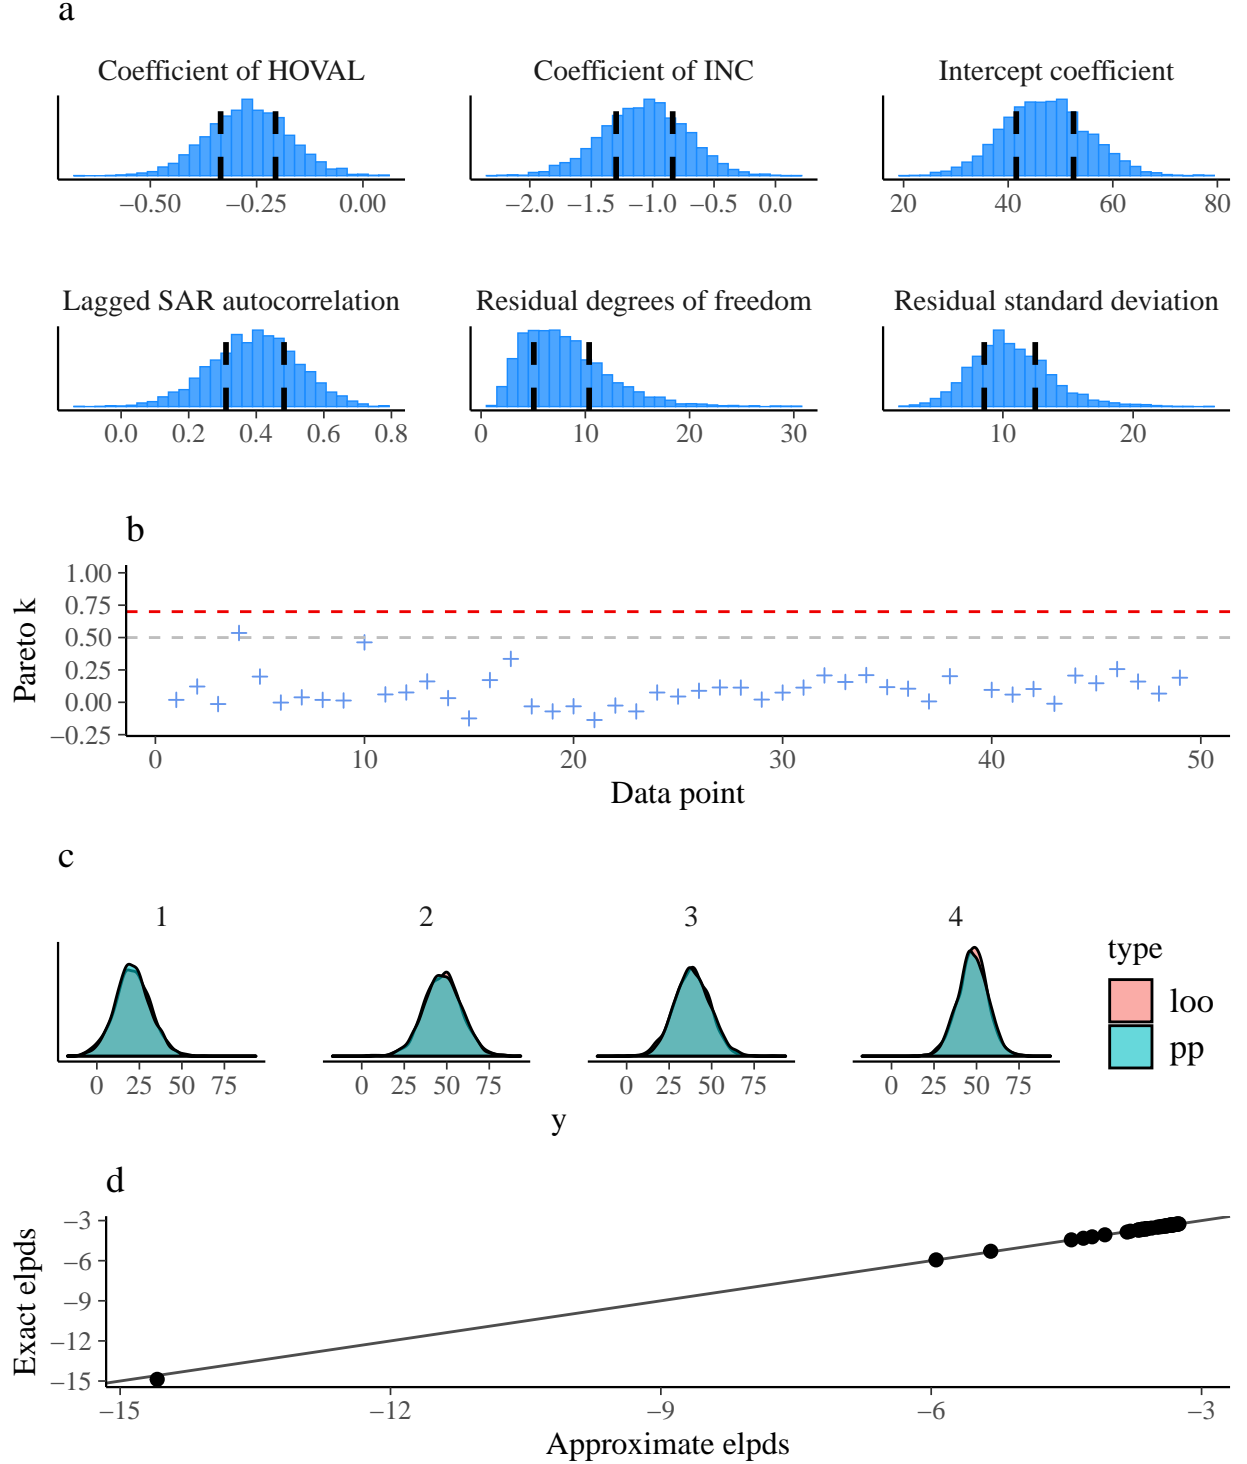 a
Coefficient of HOVAL Coefficient of INC Intercept coefficient
−0.50 −0.25 0.00 −2.0 −1.5 −1.0 −0.5 0.0 20 40 60 80
Lagged SAR autocorrelation Residual degrees of freedom Residual standard deviation
0.0 0.2 0.4 0.6 0.8 0 10 20 30 10 20
b
Pareto k
1.00
0.75
0.50
0.25
0.00
−0.25
0 10 20 30 40 50
Data point
c
1 2 3 4
0 25 50 75 0 25 50 75 0 25 50 75 0 25 50 75
y
type
loo
pp
d
Exact elpds
−3
−6
−9
−12
−15
−15 −12 −9 −6 −3
Approximate elpds